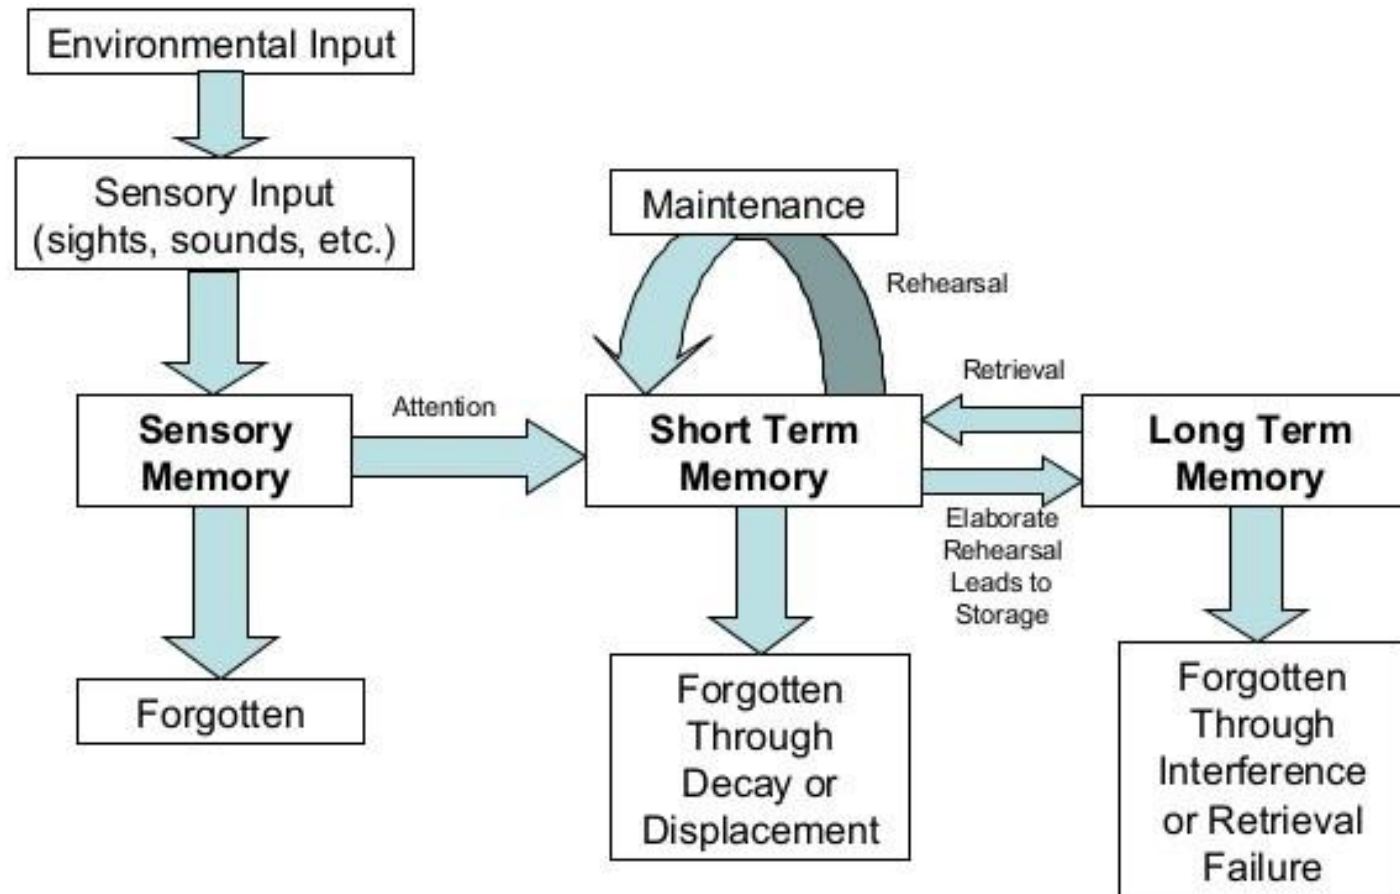 Environmental Input
Sensory Input
(sights, sounds, etc.)
Maintenance
Rehearsal
Retrieval
Attention
Sensory
Memory
Short Term
Memory
Long Term
Memory
Elaborate
Rehearsal
Leads to
Storage
Forgotten
Forgotten
Through
Decay or
Displacement
Forgotten
Through
Interference
or Retrieval
Failure